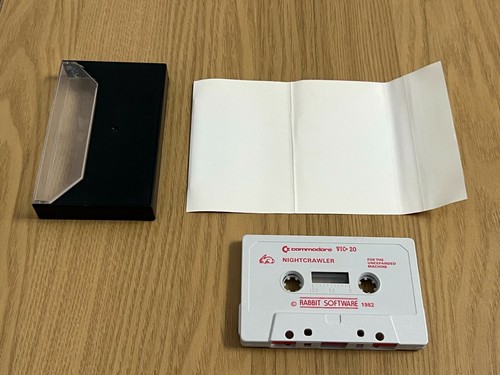 commodore VIC 20
NIGHTCRAWLER
FOR THE
UNEXPANDED
MACHINE
© RABBIT SOFTWARE 1982